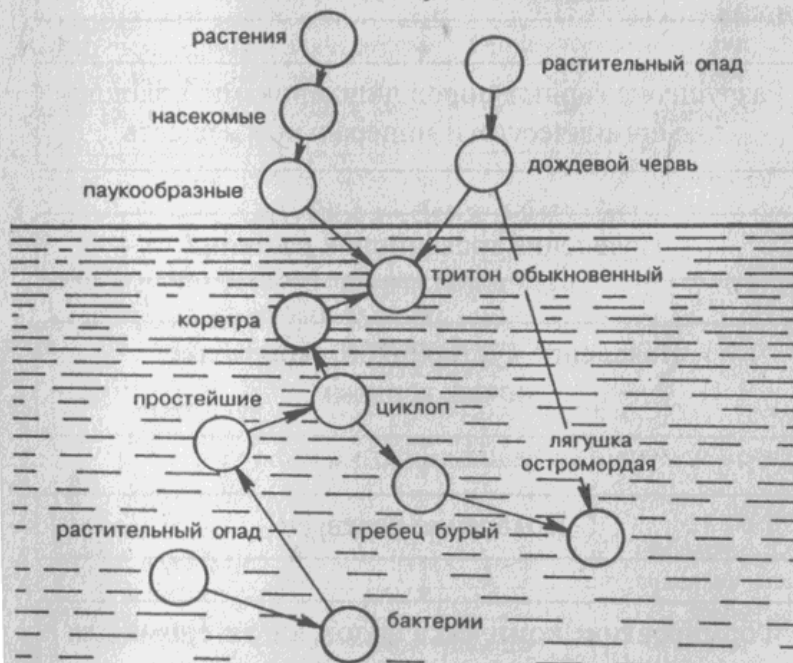 растения
растительный опад
насекомые
дождевой червь
паукообразные
тритон обыкновенный
коретра
простейшие
циклоп
лягушка
остромордая
растительный опад
гребец бурый
бактерии